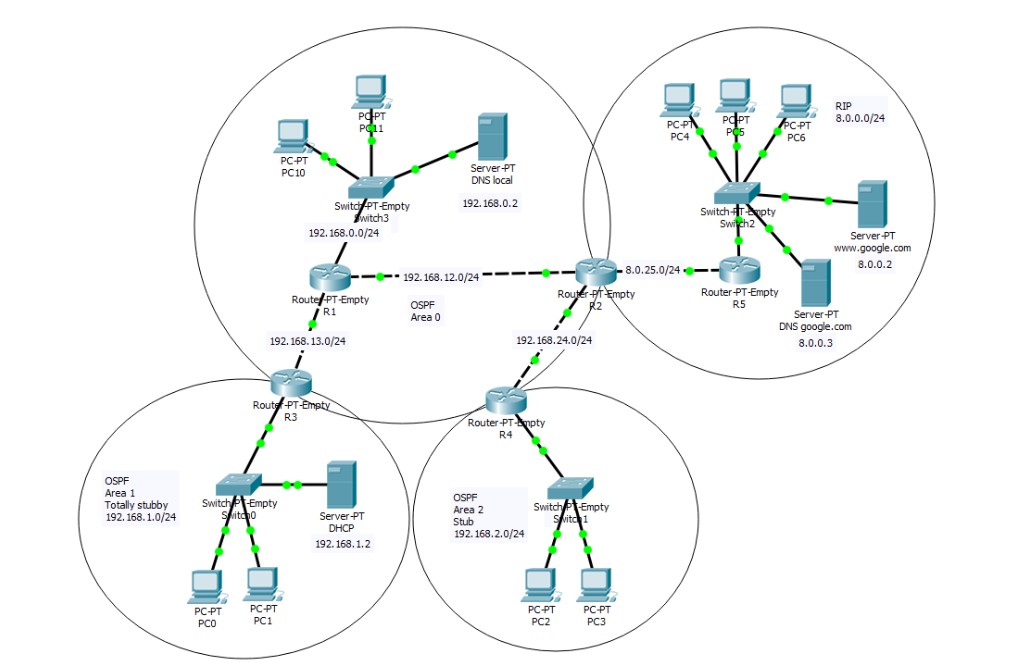 PC-PT
PC11
PC-PT
PC10
Server-PT
DNS local
192.168.0.2
Switch-PT-Empty
Switch3
192.168.0.0/24
Router-PT-Empty
R1
192.168.12.0/24
OSPF
Area 0
Router-PT-Empty
R2
192.168.13.0/24
192.168.24.0/24
8.0.25.0/24
PC-PT
PC4
PC-PT
PC5
PC-PT
PC6
RIP
8.0.0.0/24
Switch-PT-Empty
Switch2
Server-PT
www.google.com
8.0.0.2
Router-PT-Empty
R5
Server-PT
DNS google.com
8.0.0.3
Router-PT-Empty
R3
Router-PT-Empty
R4
OSPF
Area 1
Totally stubby
192.168.1.0/24
Switch-PT-Empty
Switch0
Server-PT
DHCP
192.168.1.2
PC-PT
PC0
PC-PT
PC1
OSPF
Area 2
Stub
192.168.2.0/24
Switch-PT-Empty
Switch1
PC-PT
PC2
PC-PT
PC3